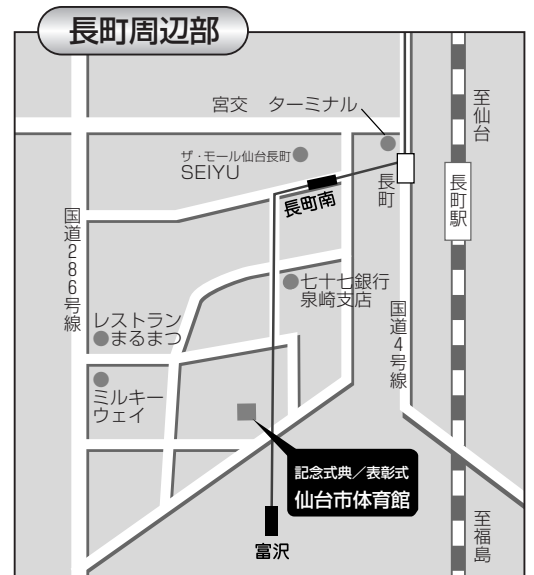 長町周辺部
宮交　ターミナル
至仙台
ザ・モール仙台長町
SEIYU
長町
長町駅
長町南
国道286号線
七十七銀行
泉崎支店
国道4号線
レストラン
まるまつ
ミルキー
ウェイ
記念式典／表彰式
仙台市体育館
富沢
至福島